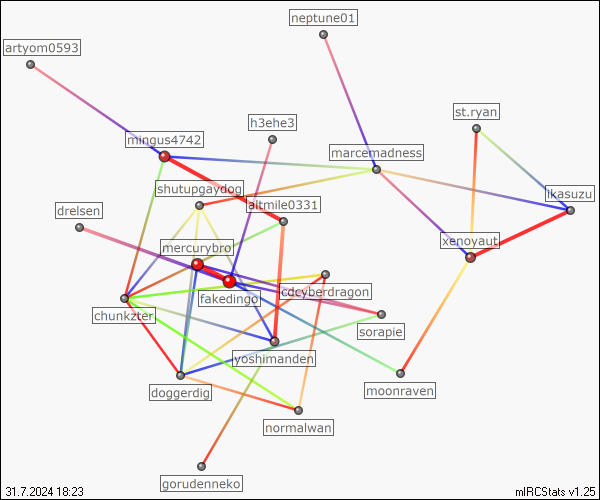 neptune01
artyom0593
h3ehe3
st.ryan
mingus4742
marcemadness
shutupgaydog
ikasuzu
drelsen
altmile0331
mercurybro
xenoyaut
fakedingo
cdcyberdragon
chunkzter
sorapie
yoshimanden
doggerdig
moonraven
normalwan
gorudenneko
31.7.2024 18:23
mIRCStats v1.25